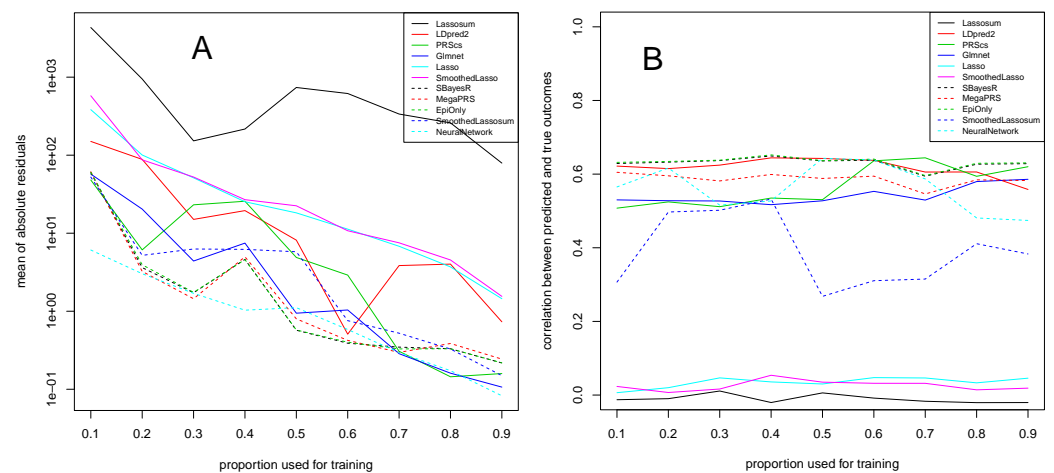 A
Lassosum
LDpred2
PRScs
Glmnet
Lasso
SmoothedLasso
SBayesR
MegaPRS
EpiOnly
SmoothedLassosum
NeuralNetwork
mean of absolute residuals
1e+03
1e+02
1e+01
1e+00
1e−01
0.1 0.2 0.3 0.4 0.5 0.6 0.7 0.8 0.9
proportion used for training
B
Lassosum
LDpred2
PRScs
Glmnet
Lasso
SmoothedLasso
SBayesR
MegaPRS
EpiOnly
SmoothedLassosum
NeuralNetwork
correlation between predicted and true outcomes
1.0
0.8
0.6
0.4
0.2
0.0
0.1 0.2 0.3 0.4 0.5 0.6 0.7 0.8 0.9
proportion used for training